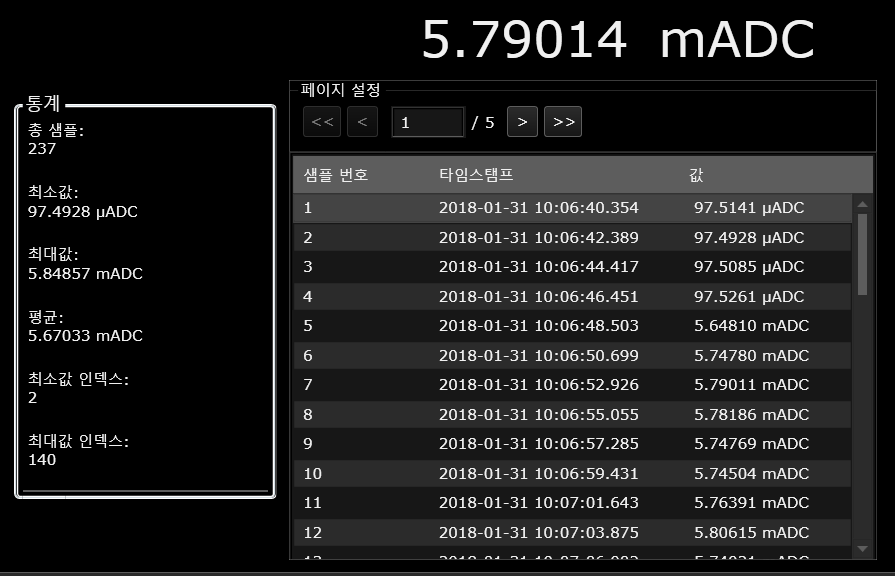 5.79014 mADC
통계
총 샘플:
237
최소값:
97.4928 µADC
최대값:
5.84857 mADC
평균:
5.67033 mADC
최소값 인덱스:
2
최대값 인덱스:
140
페이지 설정
<< < 1 / 5 > >>
샘플 번호 타임스탬프 값
1 2018-01-31 10:06:40.354 97.5141 µADC
2 2018-01-31 10:06:42.389 97.4928 µADC
3 2018-01-31 10:06:44.417 97.5085 µADC
4 2018-01-31 10:06:46.451 97.5261 µADC
5 2018-01-31 10:06:48.503 5.64810 mADC
6 2018-01-31 10:06:50.699 5.74780 mADC
7 2018-01-31 10:06:52.926 5.79011 mADC
8 2018-01-31 10:06:55.055 5.78186 mADC
9 2018-01-31 10:06:57.285 5.74769 mADC
10 2018-01-31 10:06:59.431 5.74504 mADC
11 2018-01-31 10:07:01.643 5.76391 mADC
12 2018-01-31 10:07:03.875 5.80615 mADC